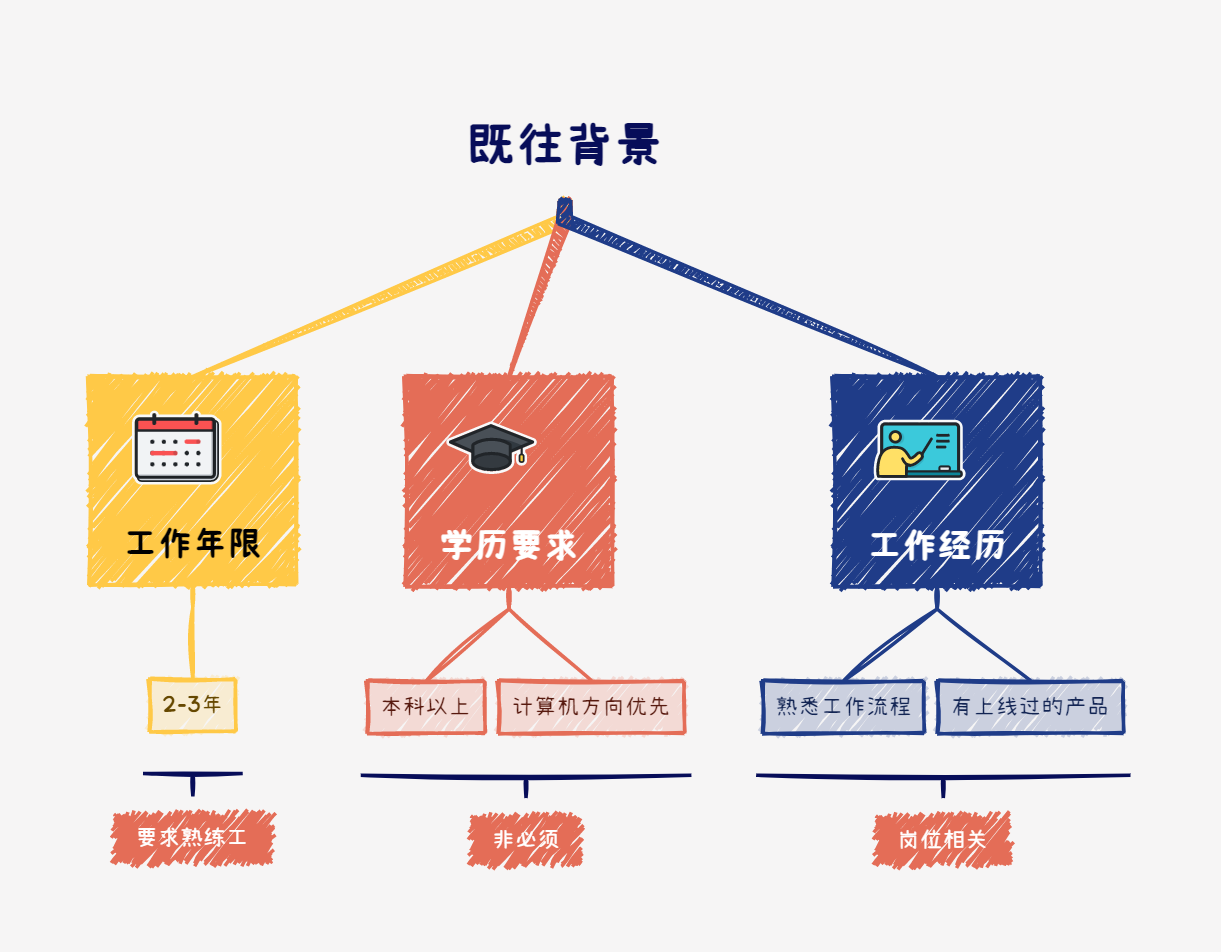 既往背景
工作年限
学历要求
工作经历
2-3年
本科以上
计算机方向优先
熟悉工作流程
有上线过的产品
要求熟练工
非必须
岗位相关